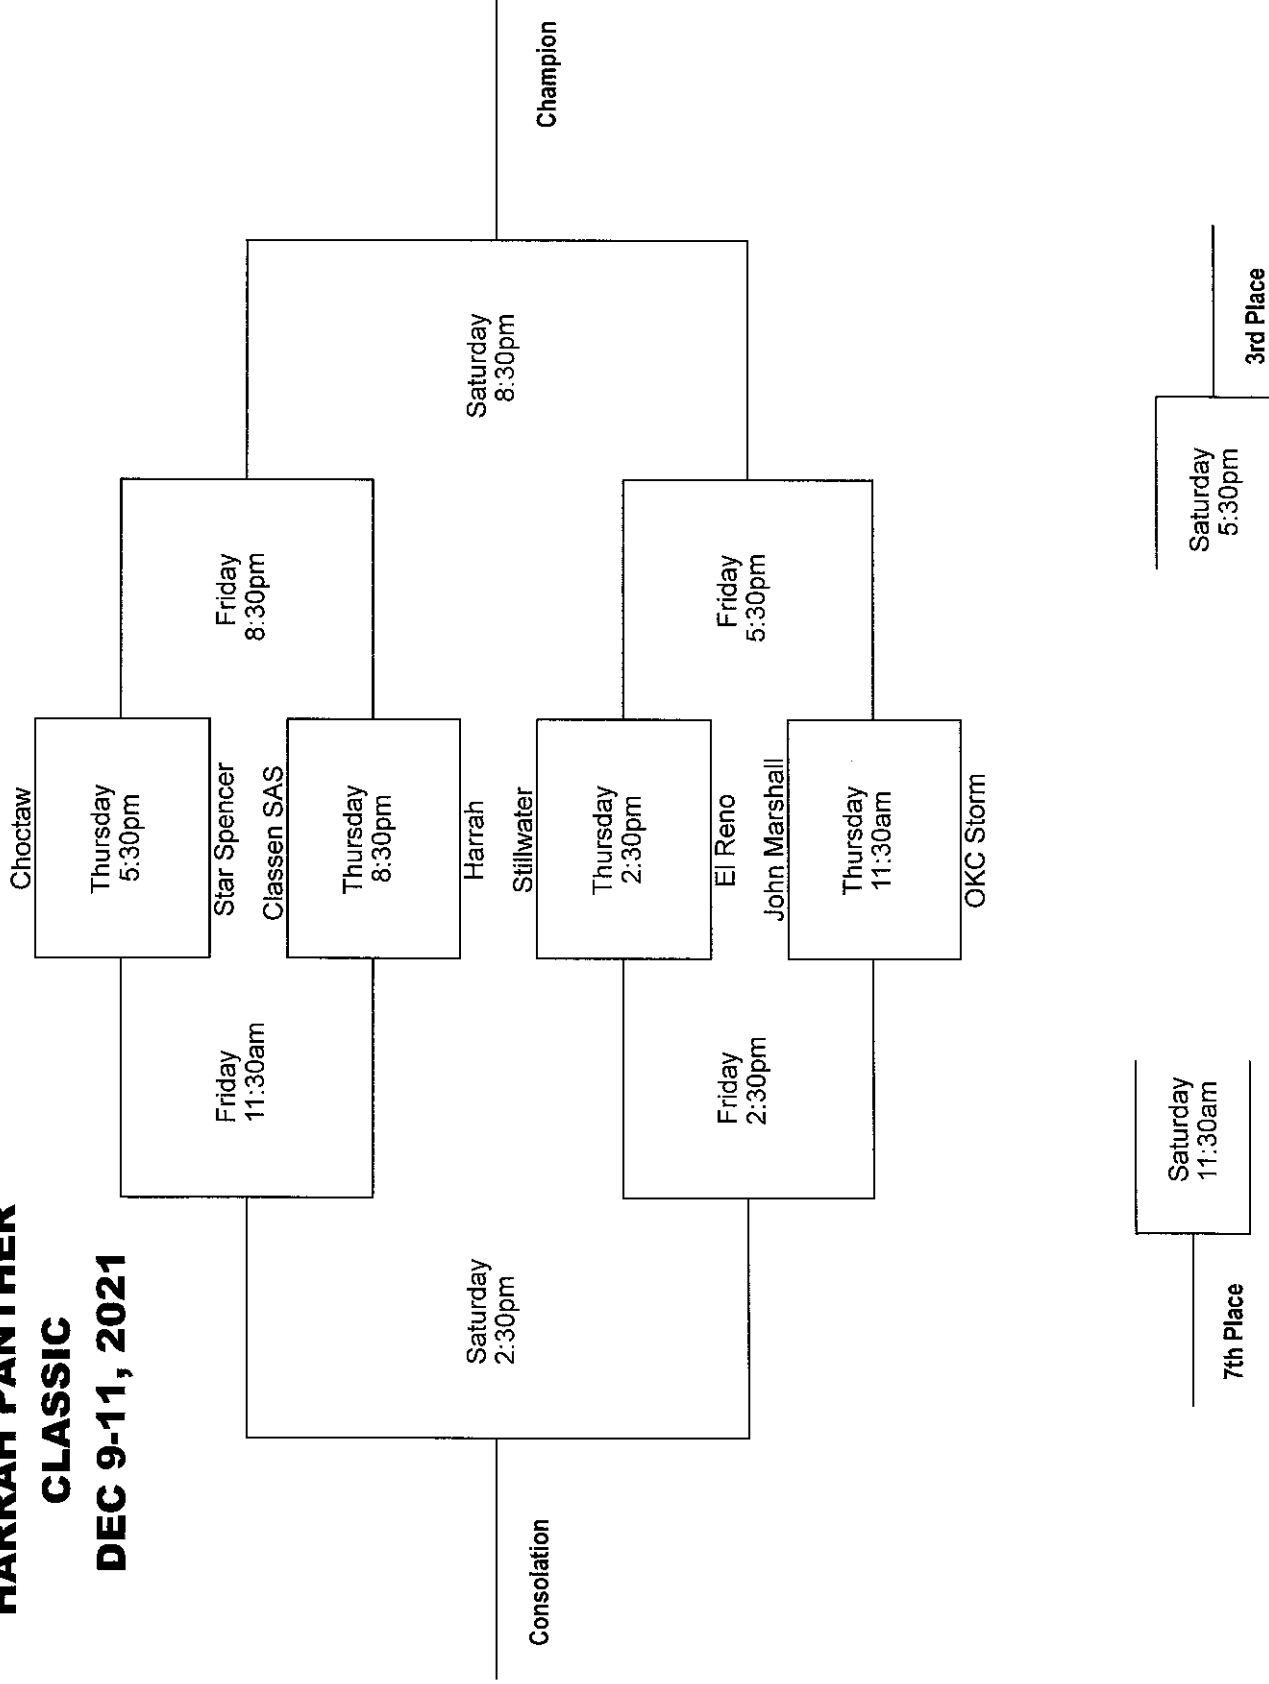 HARRAH PANTHER
CLASSIC
DEC 9-11, 2021
Choctaw
Thursday
5:30pm
Star Spencer
Friday
11:30am
Friday
8:30pm
Classen SAS
Thursday
8:30pm
Harrah
Saturday
2:30pm
Saturday
8:30pm
Consolation
Champion
Stillwater
Thursday
2:30pm
El Reno
Friday
2:30pm
Friday
5:30pm
John Marshall
Thursday
11:30am
OKC Storm
Saturday
11:30am
7th Place
Saturday
5:30pm
3rd Place